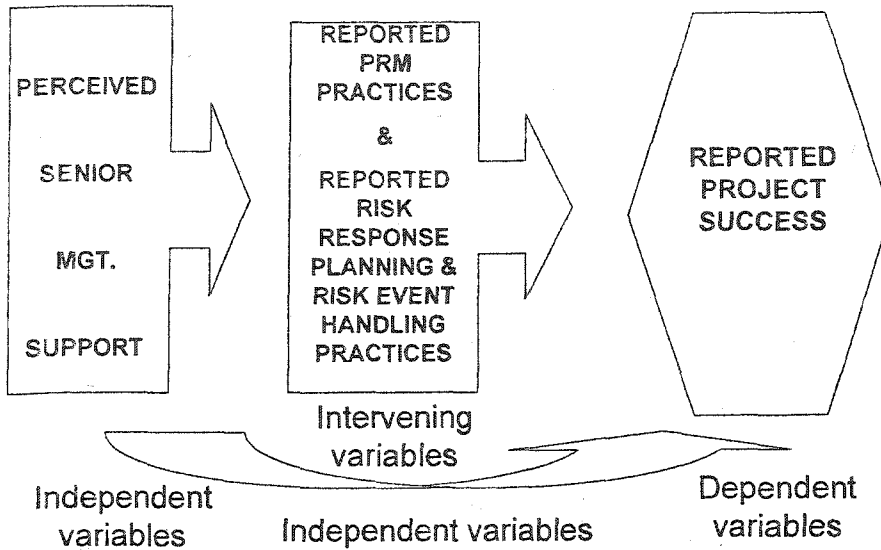 PERCEIVED
SENIOR
MGT.
SUPPORT
REPORTED
PRM
PRACTICES
&
REPORTED
RISK
RESPONSE
PLANNING &
RISK EVENT
HANDLING
PRACTICES
REPORTED
PROJECT
SUCCESS
Intervening
variables
Independent
variables
Independent variables
Dependent
variables